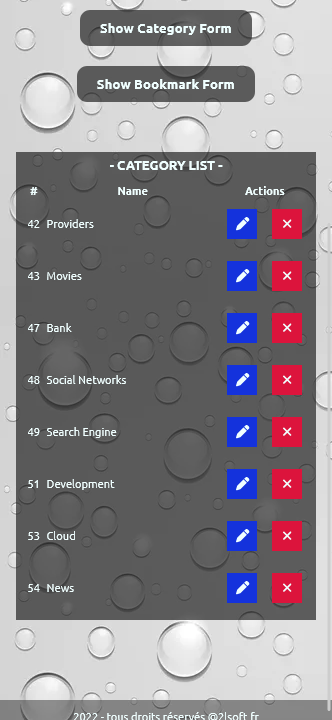 Show Category Form
Show Bookmark Form
- CATEGORY LIST -
# Name Actions
42 Providers
43 Movies
47 Bank
48 Social Networks
49 Search Engine
51 Development
53 Cloud
54 News
2022 - tous droits réservés @2lsoft.fr